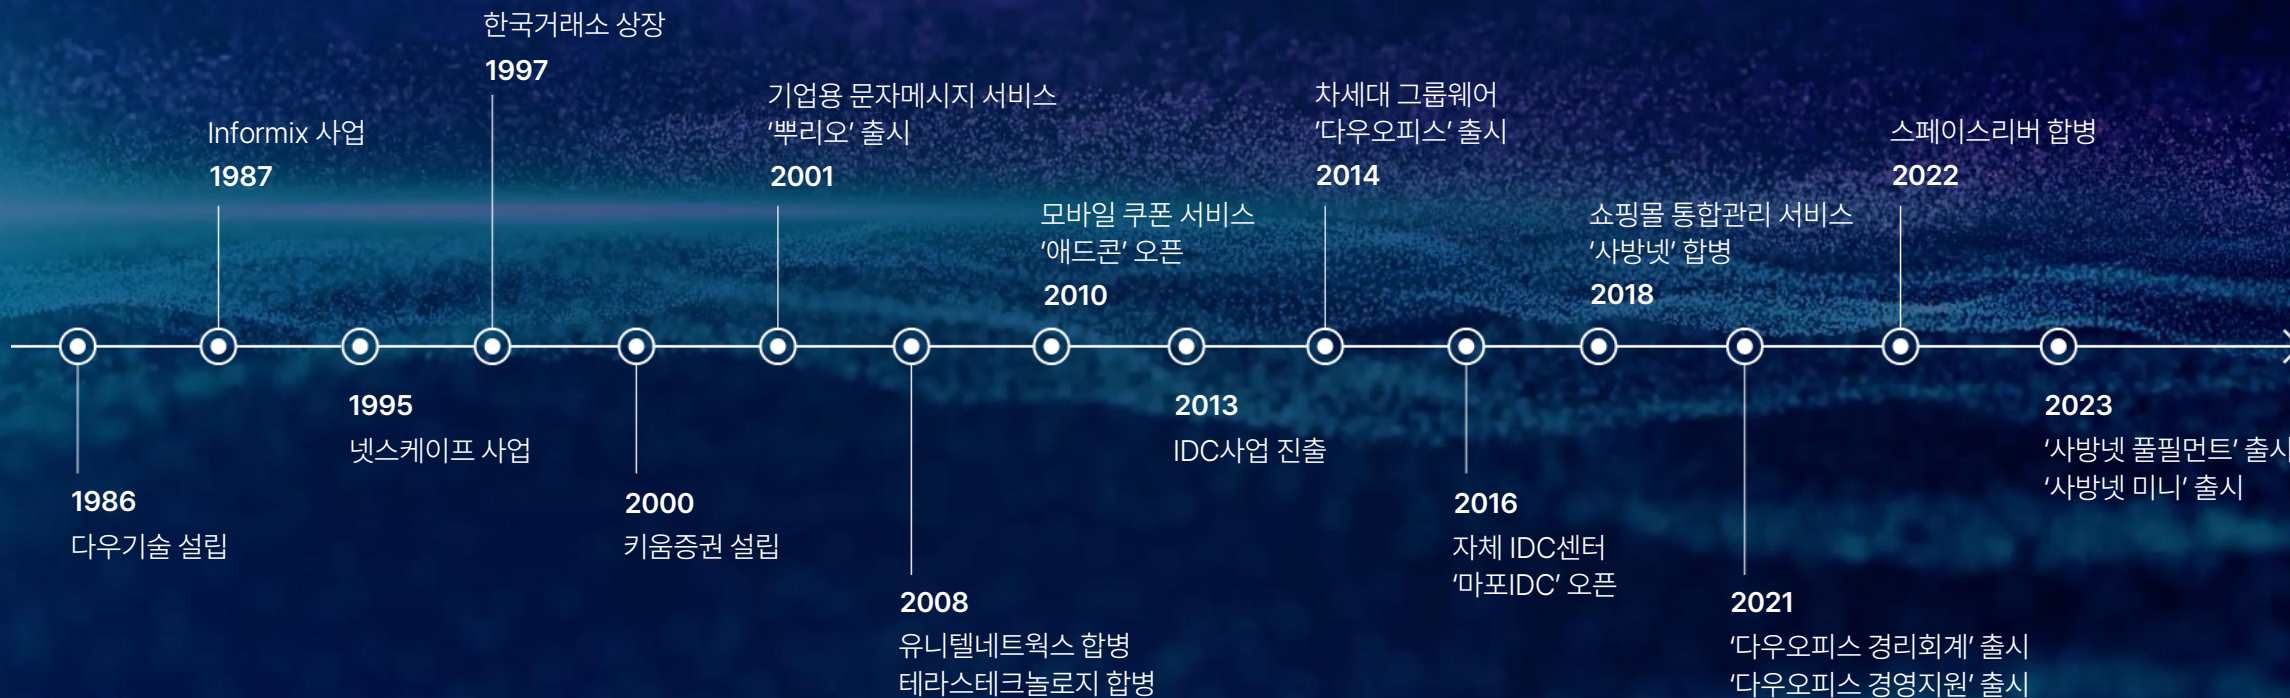 한국거래소 상장
1997
Informix 사업
1987
기업용 문자메시지 서비스
‘뿌리오’ 출시
2001
모바일 쿠폰 서비스
‘애드콘’ 오픈
2010
차세대 그룹웨어
‘다우오피스’ 출시
2014
쇼핑몰 통합관리 서비스
‘사방넷’ 합병
2018
스페이스리버 합병
2022
1986
다우기술 설립
1995
넷스케이프 사업
2000
키움증권 설립
2008
유니텔네트웍스 합병
테라스테크놀로지 합병
2013
IDC사업 진출
2016
자체 IDC센터
‘마포IDC’ 오픈
2021
‘다우오피스 경리회계’ 출시
‘다우오피스 경영지원’ 출시
2023
‘사방넷 풀필먼트’ 출시
‘사방넷 미니’ 출시